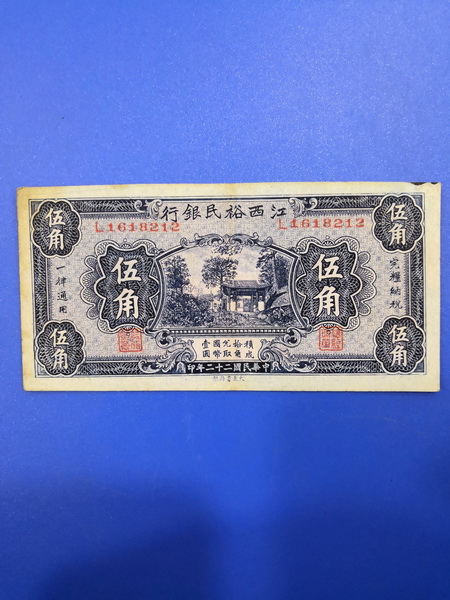 江西裕民銀行
L1618212
L1618212
伍角
伍角
伍角
伍角
伍角
伍角
完糧納稅
一律通用
積成拾角兌取國幣壹圓
中華民國二十二年印